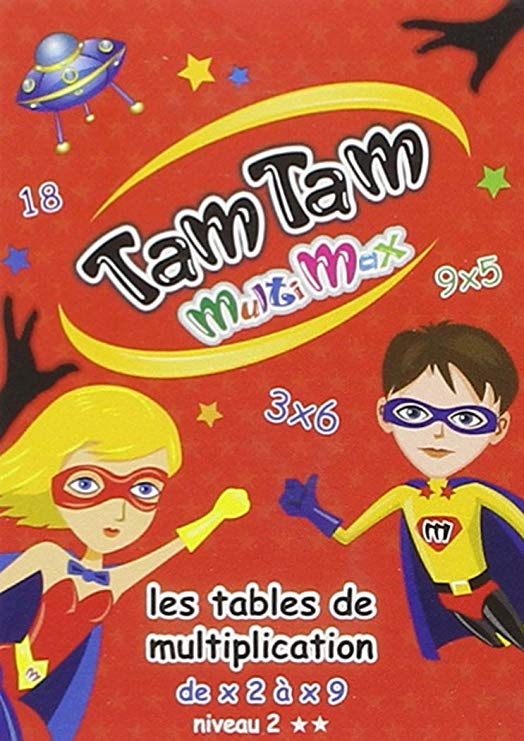 Tam Tam
MultiMax
18
9x5
3x6
m
m
les tables de
multiplication
de x 2 à x 9
niveau 2 ★★